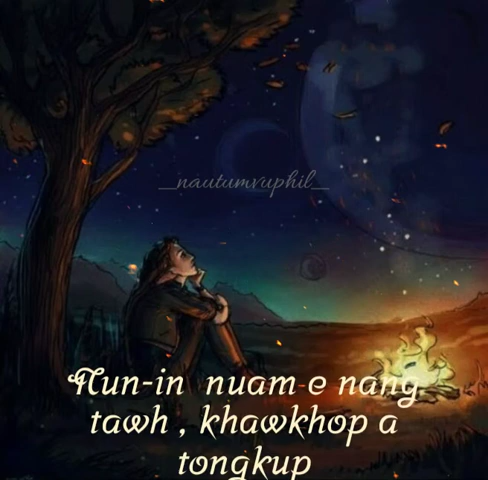 _nautumvuphil_
Nun-in nuam e nang
tawh , khawkhop a
tongkup